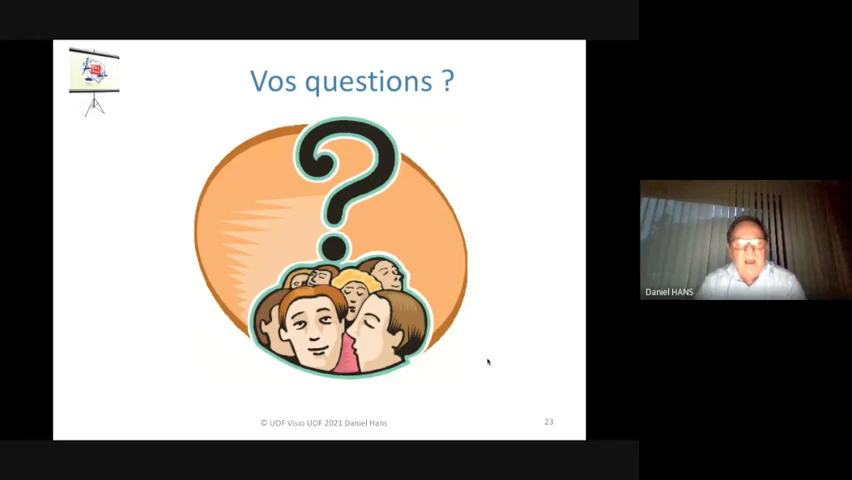 Vos questions ?
Daniel HANS
© UOF Visio UOF 2021 Daniel Hans
23